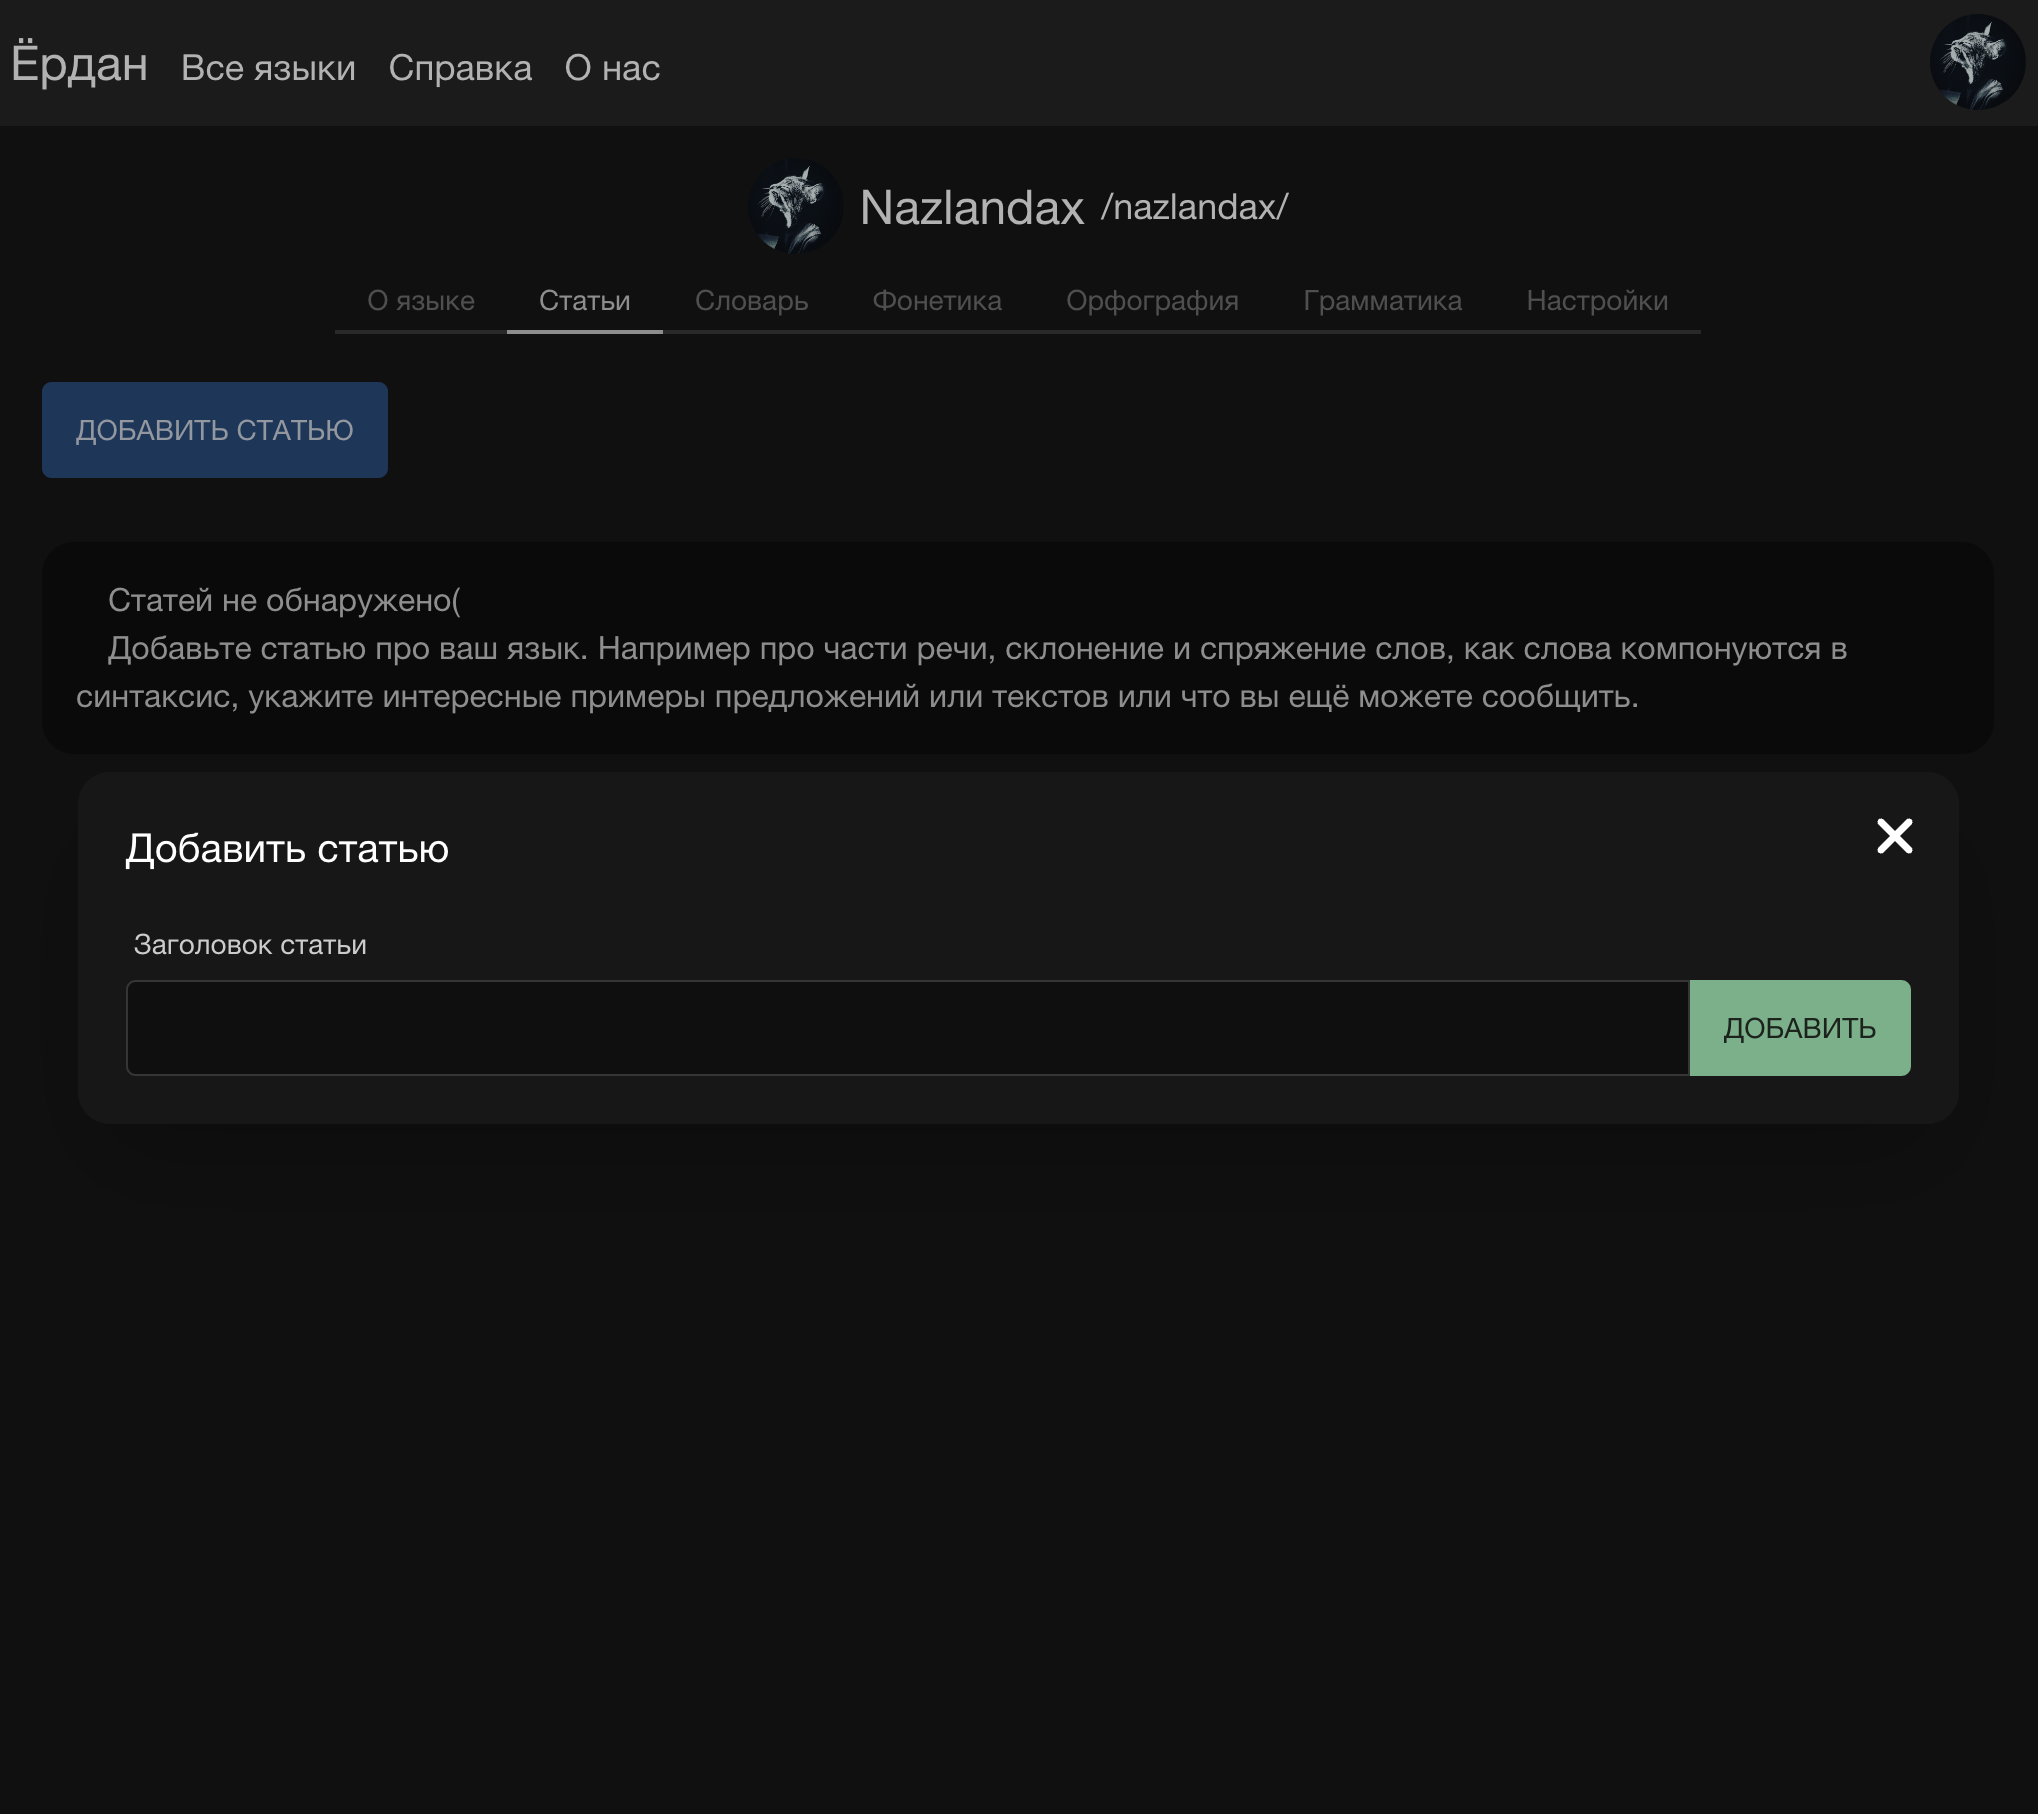 Ёрдан Все языки Справка О нас
Nazlandax /nazlandax/
О языке Статьи Словарь Фонетика Орфография Грамматика Настройки
ДОБАВИТЬ СТАТЬЮ
Статей не обнаружено(
Добавьте статью про ваш язык. Например про части речи, склонение и спряжение слов, как слова компонуются в
синтаксис, укажите интересные примеры предложений или текстов или что вы ещё можете сообщить.
Добавить статью
Заголовок статьи
ДОБАВИТЬ